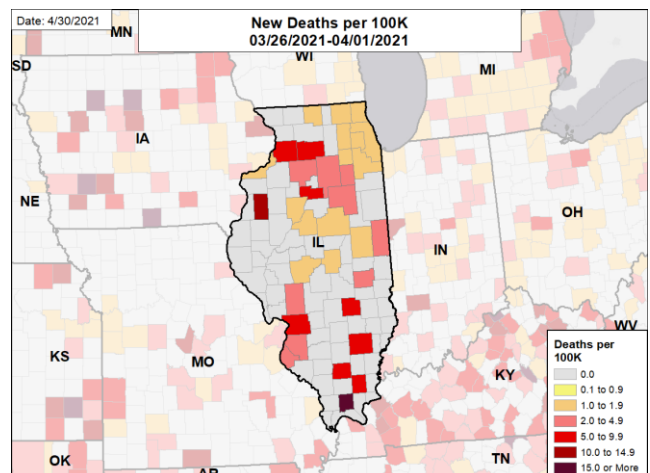 Date: 4/30/2021
New Deaths per 100K
03/26/2021-04/01/2021
MN
SD
WI
MI
IA
NE
IL
IN
OH
WV
KS
MO
KY
OK
AR
TN
Deaths per
100K
0.0
0.1 to 0.9
1.0 to 1.9
2.0 to 4.9
5.0 to 9.9
10.0 to 14.9
15.0 or More